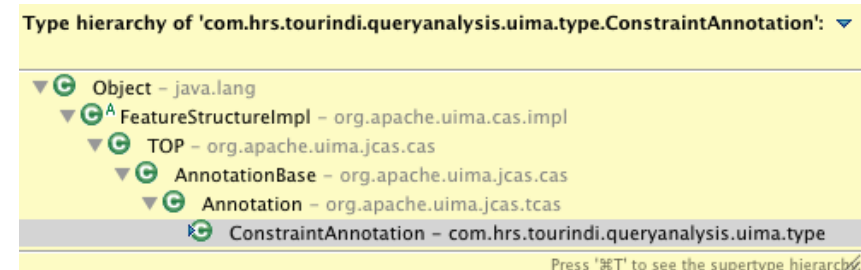 Type hierarchy of 'com.hrs.tourindi.queryanalysis.uima.type.ConstraintAnnotation':
Object – java.lang
A FeatureStructureImpl – org.apache.uima.cas.impl
TOP – org.apache.uima.jcas.cas
AnnotationBase – org.apache.uima.jcas.cas
Annotation – org.apache.uima.jcas.tcas
ConstraintAnnotation – com.hrs.tourindi.queryanalysis.uima.type
Press '⌘T' to see the supertype hierarchy